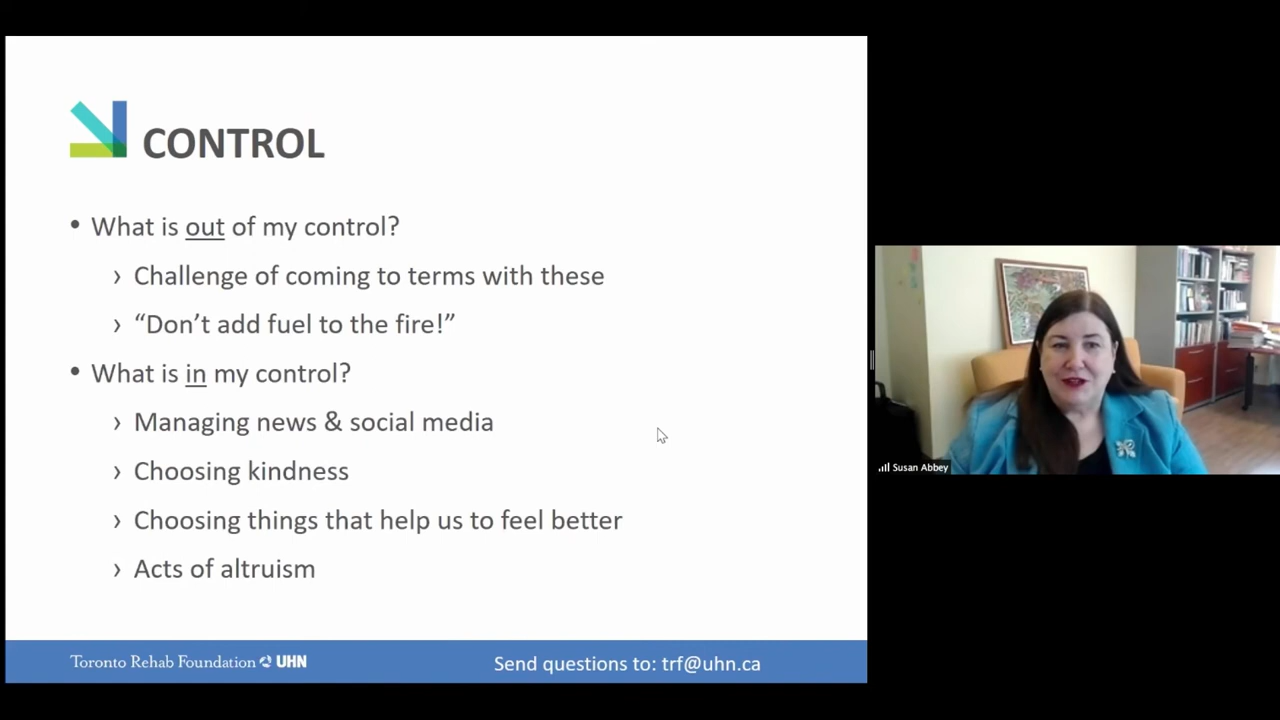 CONTROL
• What is out of my control?
› Challenge of coming to terms with these
› “Don’t add fuel to the fire!”
• What is in my control?
› Managing news & social media
› Choosing kindness
› Choosing things that help us to feel better
› Acts of altruism
Toronto Rehab Foundation UHN
Send questions to: trf@uhn.ca
Susan Abbey